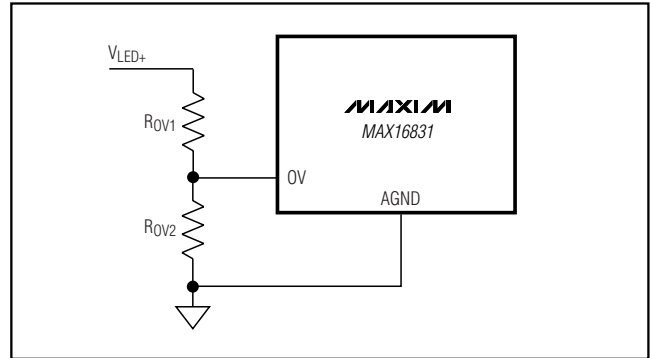 VLED+
ROV1
MAXIM
MAX16831
OV
AGND
ROV2